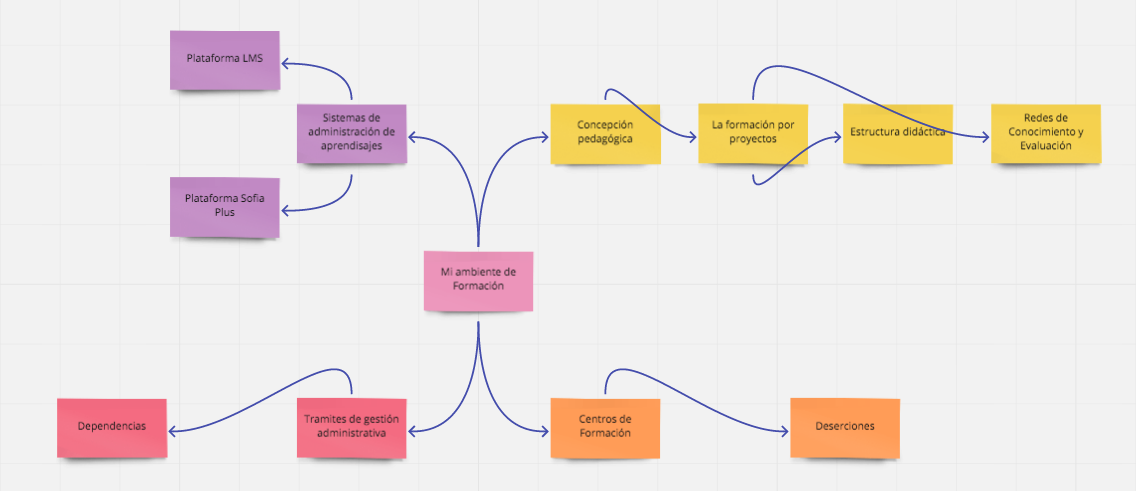 Plataforma LMS
Sistemas de
administración de
aprendisajes
Plataforma Sofia
Plus
Concepción
pedagógica
La formación por
proyectos
Estructura didáctica
Redes de
Conocimiento y
Evaluación
Mi ambiente de
Formación
Dependencias
Tramites de gestión
administrativa
Centros de
Formación
Deserciones